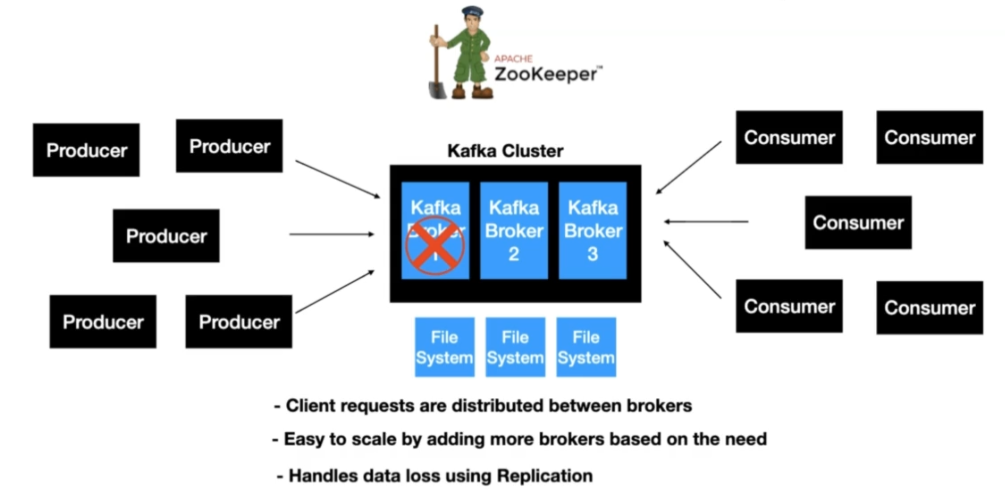 APACHE
ZooKeeper™
Producer
Producer
Producer
Producer
Producer
Kafka Cluster
Kafka
Broker
1
Kafka
Broker
2
Kafka
Broker
3
File
System
File
System
File
System
Consumer
Consumer
Consumer
Consumer
Consumer
- Client requests are distributed between brokers
- Easy to scale by adding more brokers based on the need
- Handles data loss using Replication